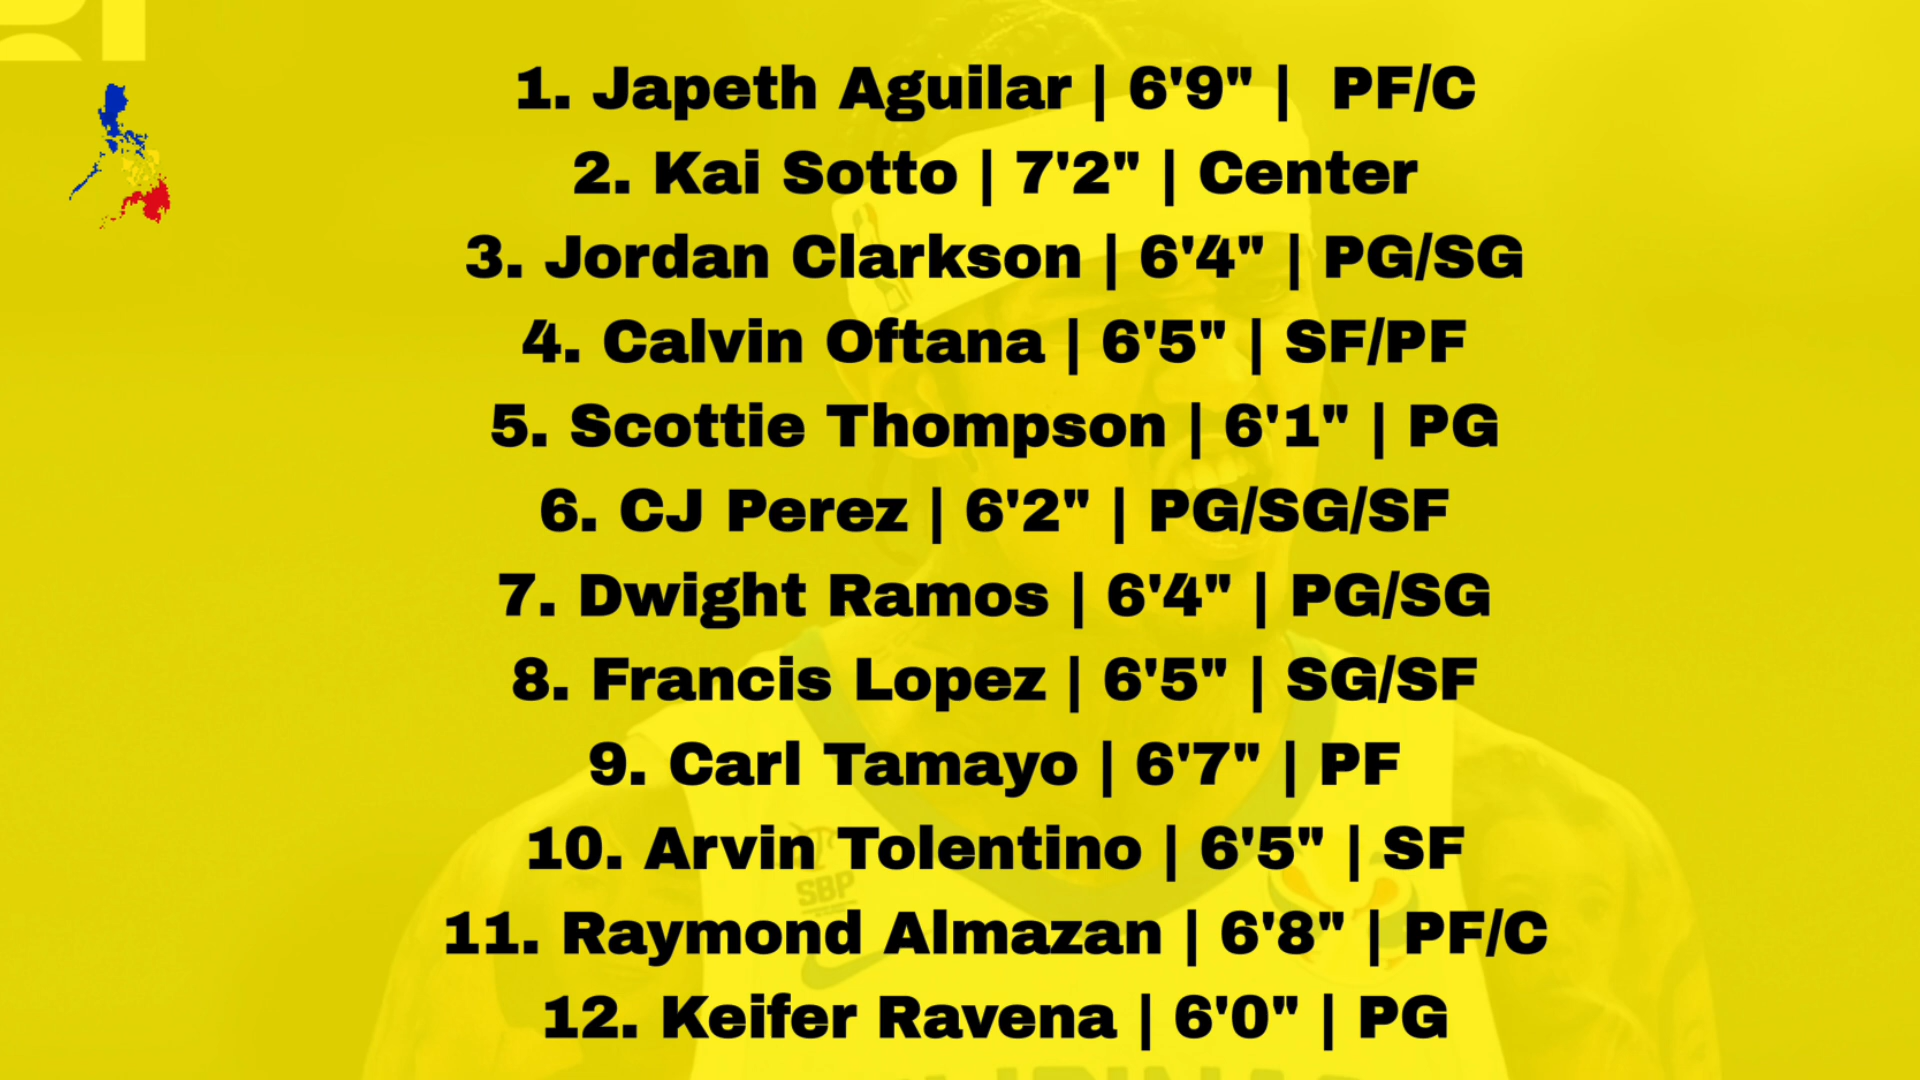 1. Japeth Aguilar | 6'9" | PF/C
2. Kai Sotto | 7'2" | Center
3. Jordan Clarkson | 6'4" | PG/SG
4. Calvin Oftana | 6'5" | SF/PF
5. Scottie Thompson | 6'1" | PG
6. CJ Perez | 6'2" | PG/SG/SF
7. Dwight Ramos | 6'4" | PG/SG
8. Francis Lopez | 6'5" | SG/SF
9. Carl Tamayo | 6'7" | PF
10. Arvin Tolentino | 6'5" | SF
SBP
11. Raymond Almazan | 6'8" | PF/C
12. Keifer Ravena | 6'0" | PG